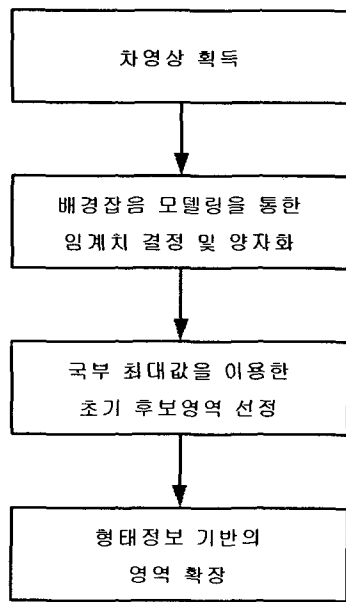 차영상 획득
배경잡음 모델링을 통한
임계치 결정 및 양자화
국부 최대값을 이용한
초기 후보영역 선정
형태정보 기반의
영역 확장